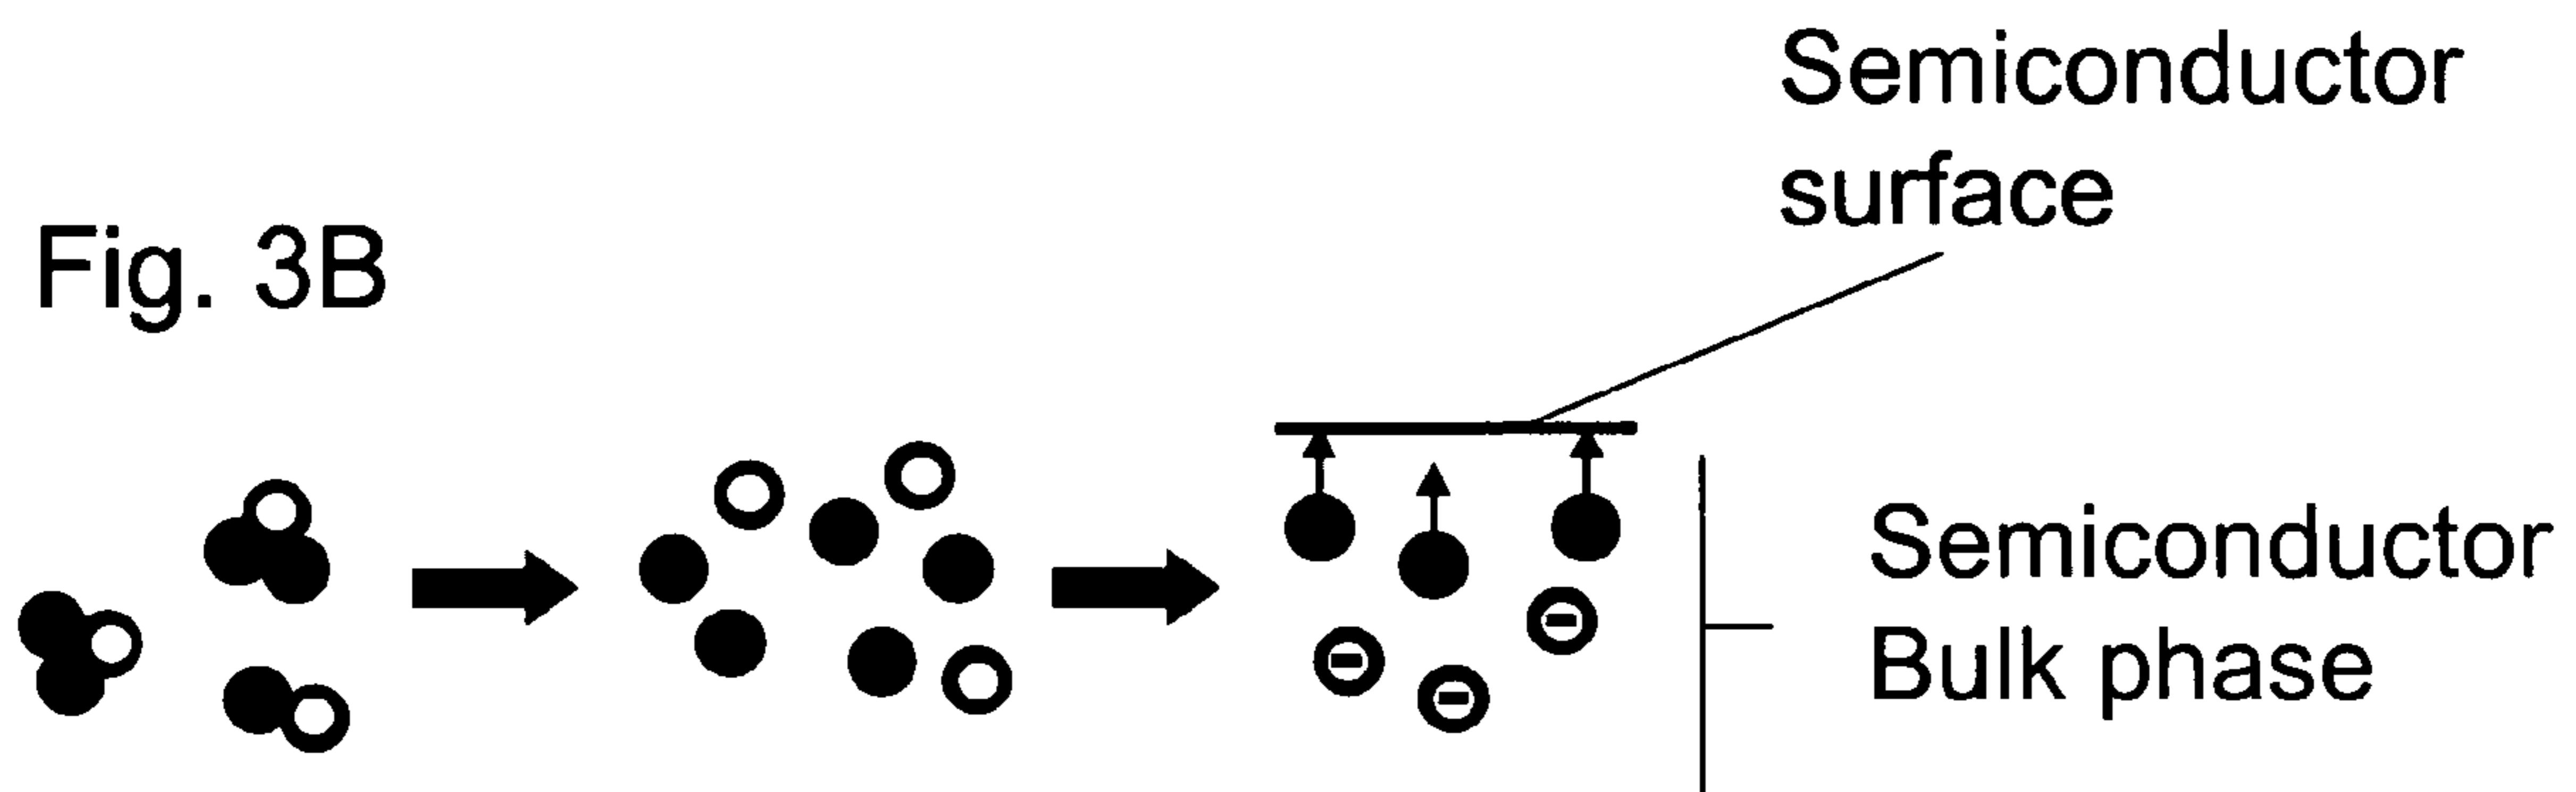 Semiconductor
surface
Fig. 3B
Semiconductor
Bulk phase